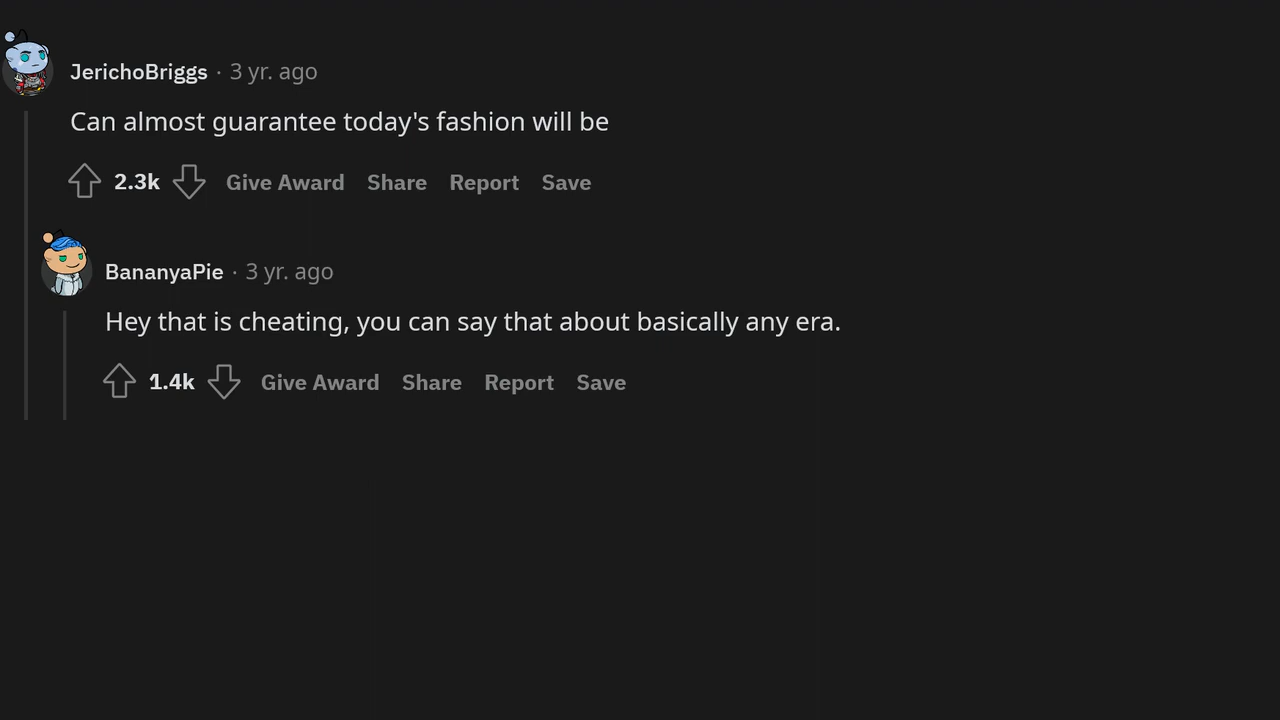 JerichoBriggs · 3 yr. ago
Can almost guarantee today's fashion will be
2.3k Give Award Share Report Save
BananyaPie · 3 yr. ago
Hey that is cheating, you can say that about basically any era.
1.4k Give Award Share Report Save